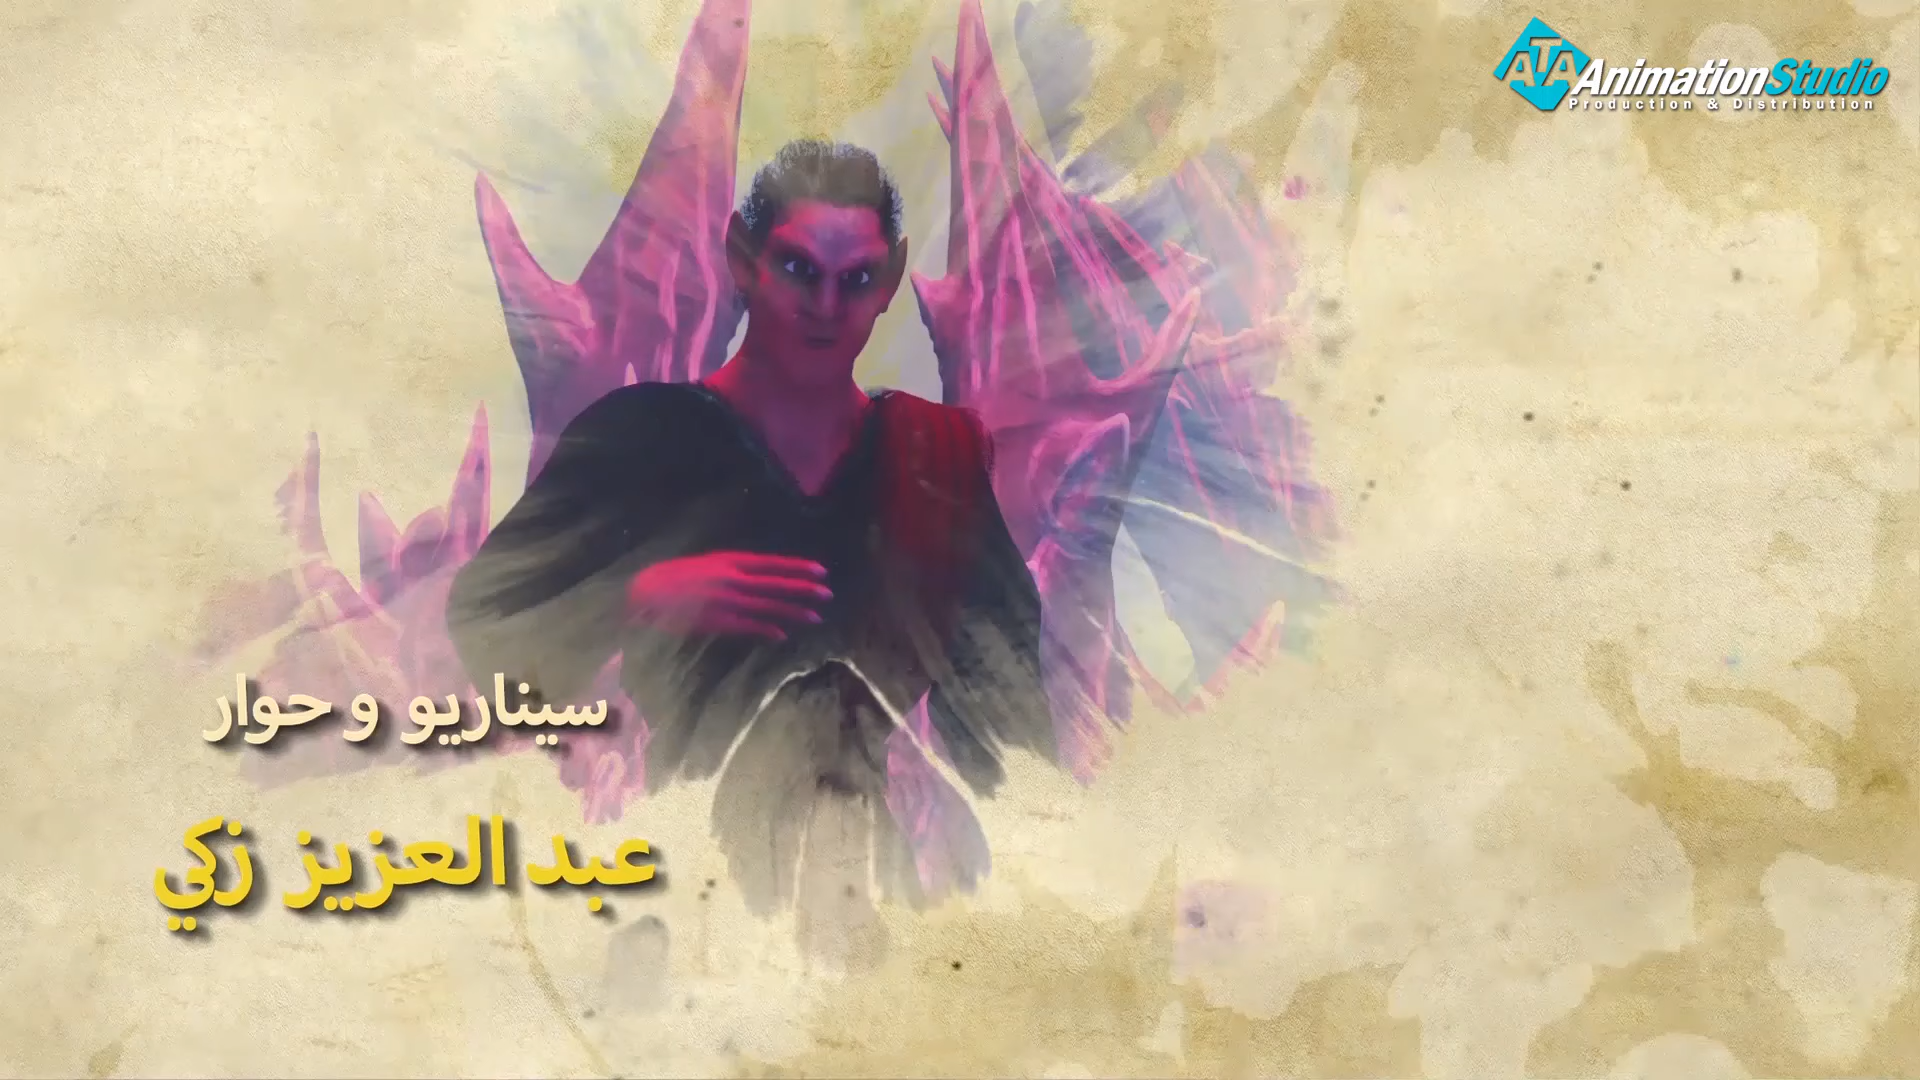 ATA AnimationStudio
Production & Distribution
سيناريو و حوار
عبد العزيز زكي